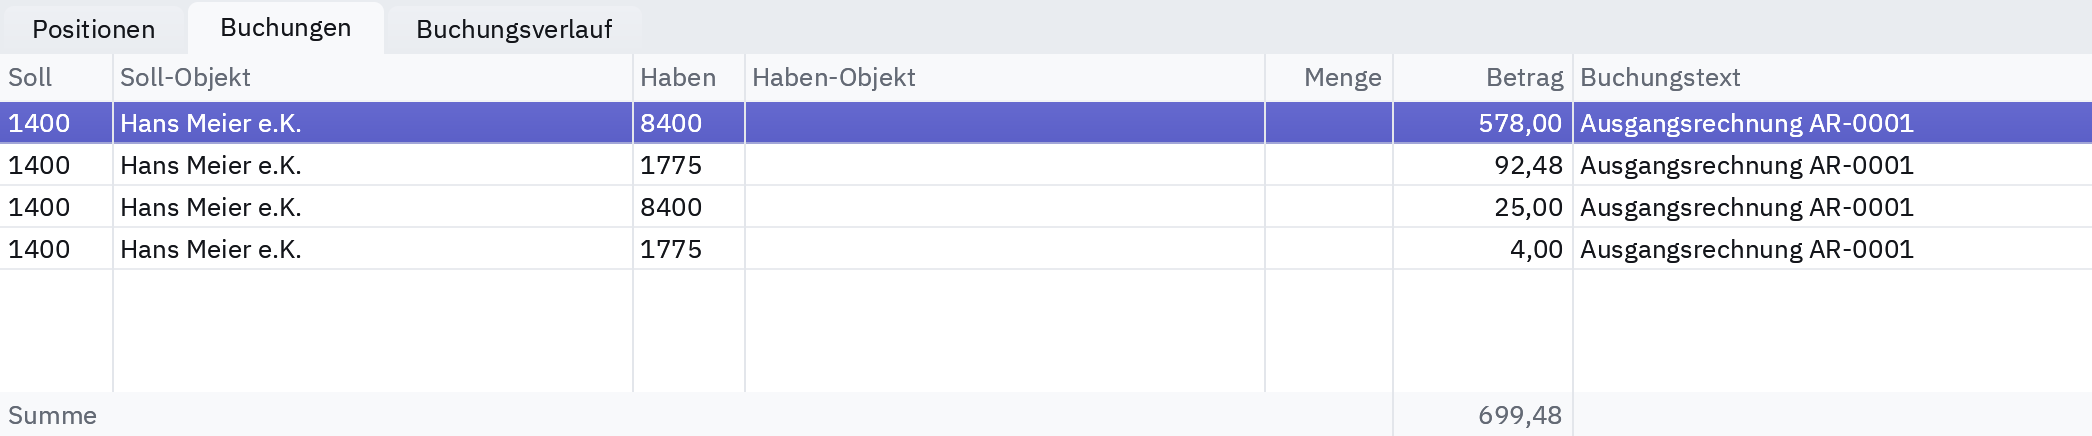 Positionen Buchungen Buchungsverlauf
Soll Soll-Objekt Haben Haben-Objekt Menge Betrag Buchungstext
1400 Hans Meier e.K. 8400 578,00 Ausgangsrechnung AR-0001
1400 Hans Meier e.K. 1775 92,48 Ausgangsrechnung AR-0001
1400 Hans Meier e.K. 8400 25,00 Ausgangsrechnung AR-0001
1400 Hans Meier e.K. 1775 4,00 Ausgangsrechnung AR-0001
Summe 699,48